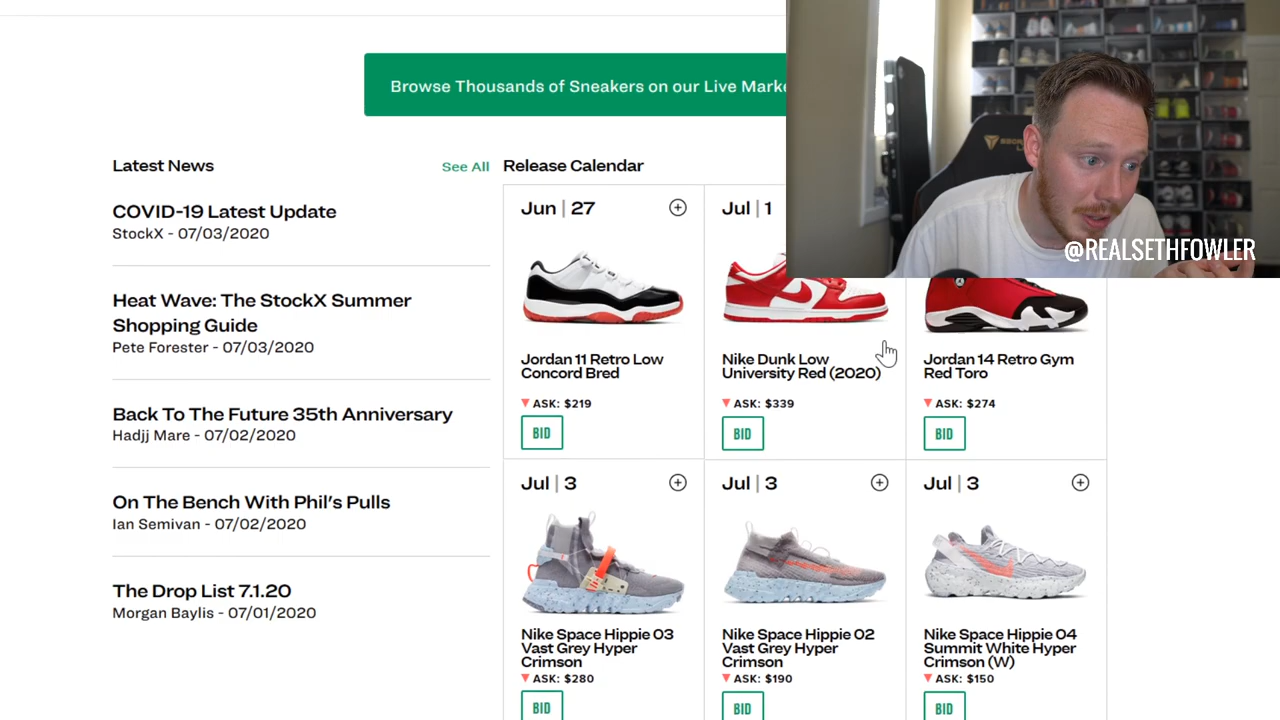 Browse Thousands of Sneakers on our Live
@REALSETHFOWLER
Latest News
See All
COVID-19 Latest Update
StockX - 07/03/2020
Heat Wave: The StockX Summer
Shopping Guide
Pete Forester - 07/03/2020
Back To The Future 35th Anniversary
Hadjj Mare - 07/02/2020
On The Bench With Phil's Pulls
Ian Semivan - 07/02/2020
The Drop List 7.1.20
Morgan Baylis - 07/01/2020
Release Calendar
Jun | 27
Jordan 11 Retro Low
Concord Bred
ASK: $219
BID
Jul | 1
Nike Dunk Low
University Red (2020)
ASK: $339
BID
Jordan 14 Retro Gym
Red Toro
ASK: $274
BID
Jul | 3
Nike Space Hippie 03
Vast Grey Hyper
Crimson
ASK: $280
BID
Jul | 3
Nike Space Hippie 02
Vast Grey Hyper
Crimson
ASK: $190
BID
Jul | 3
Nike Space Hippie 04
Summit White Hyper
Crimson (W)
ASK: $150
BID